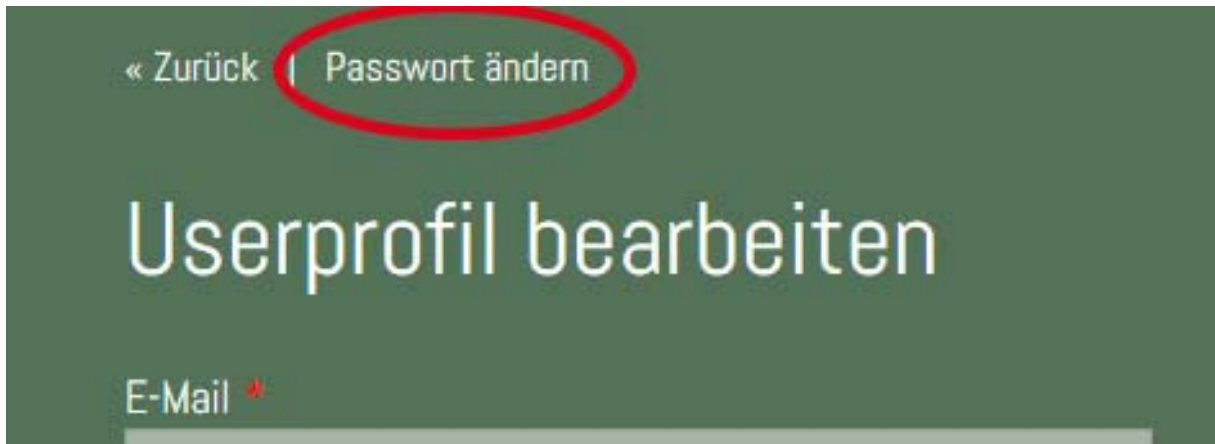 « Zurück | Passwort ändern
Userprofil bearbeiten
E-Mail *